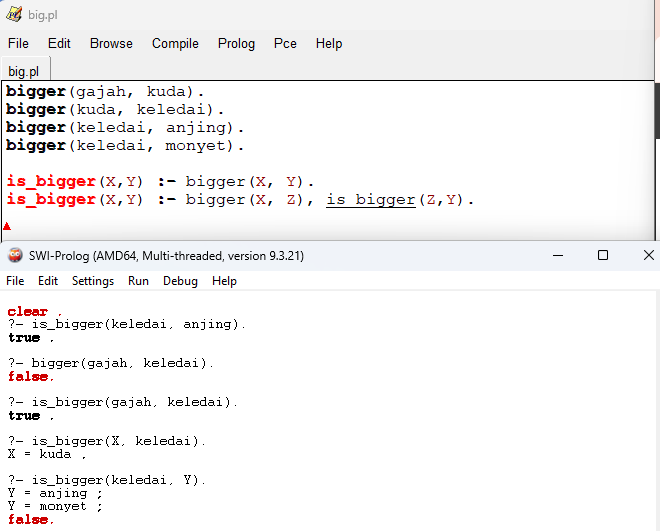 big.pl
File Edit Browse Compile Prolog Pce Help
big.pl
bigger(gajah, kuda).
bigger(kuda, keledai).
bigger(keledai, anjing).
bigger(keledai, monyet).
is_bigger(X,Y) :- bigger(X, Y).
is_bigger(X,Y) :- bigger(X, Z), is_bigger(Z,Y).
SWI-Prolog (AMD64, Multi-threaded, version 9.3.21)
File Edit Settings Run Debug Help
clear .
?- is_bigger(keledai, anjing).
true .
?- bigger(gajah, keledai).
false.
?- is_bigger(gajah, keledai).
true .
?- is_bigger(X, keledai).
X = kuda .
?- is_bigger(keledai, Y).
Y = anjing ;
Y = monyet ;
false.